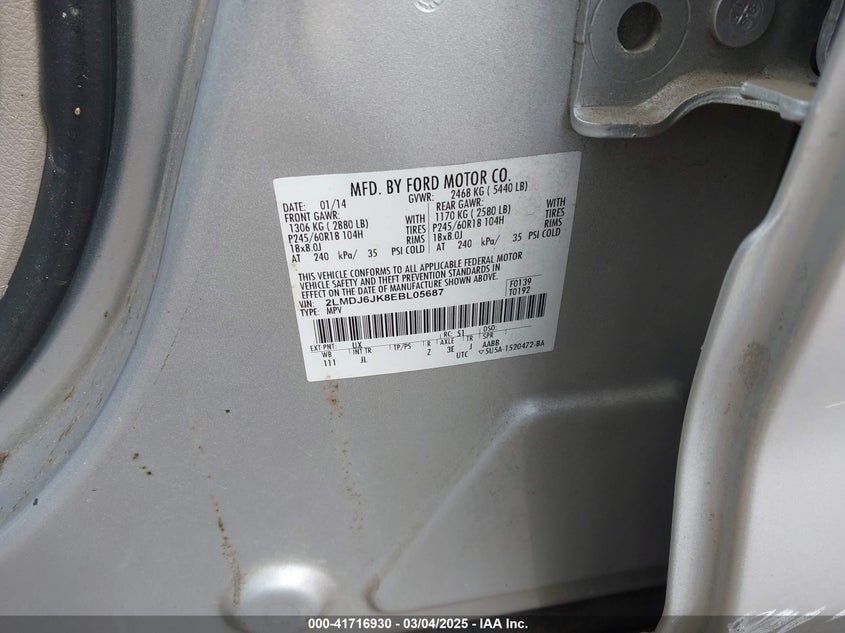 MFD. BY FORD MOTOR CO.
DATE: 01/14 GVWR: 2468 KG ( 5440 LB)
FRONT GAWR: REAR GAWR:
1306 KG ( 2880 LB) WITH 1170 KG ( 2580 LB) WITH
P245/60R18 104H TIRES P245/60R18 104H TIRES
18x8.0J RIMS 18x8.0J RIMS
AT 240 kPa/ 35 PSI COLD AT 240 kPa/ 35 PSI COLD
THIS VEHICLE CONFORMS TO ALL APPLICABLE FEDERAL MOTOR
VEHICLE SAFETY AND THEFT PREVENTION STANDARDS IN
EFFECT ON THE DATE OF MANUFACTURE SHOWN ABOVE.
VIN: 2LMDJ6JK8EBL05687 F0139
TYPE: MPV T0192
EXT PNT: UX RC: 51 DSO:
WB INT TR TP/PS R AXLE TR SPR
111 JL Z 3E J AABB
UTC ▽5U5A-1520472-BA
000-41716930 — 03/04/2025 — IAA Inc.